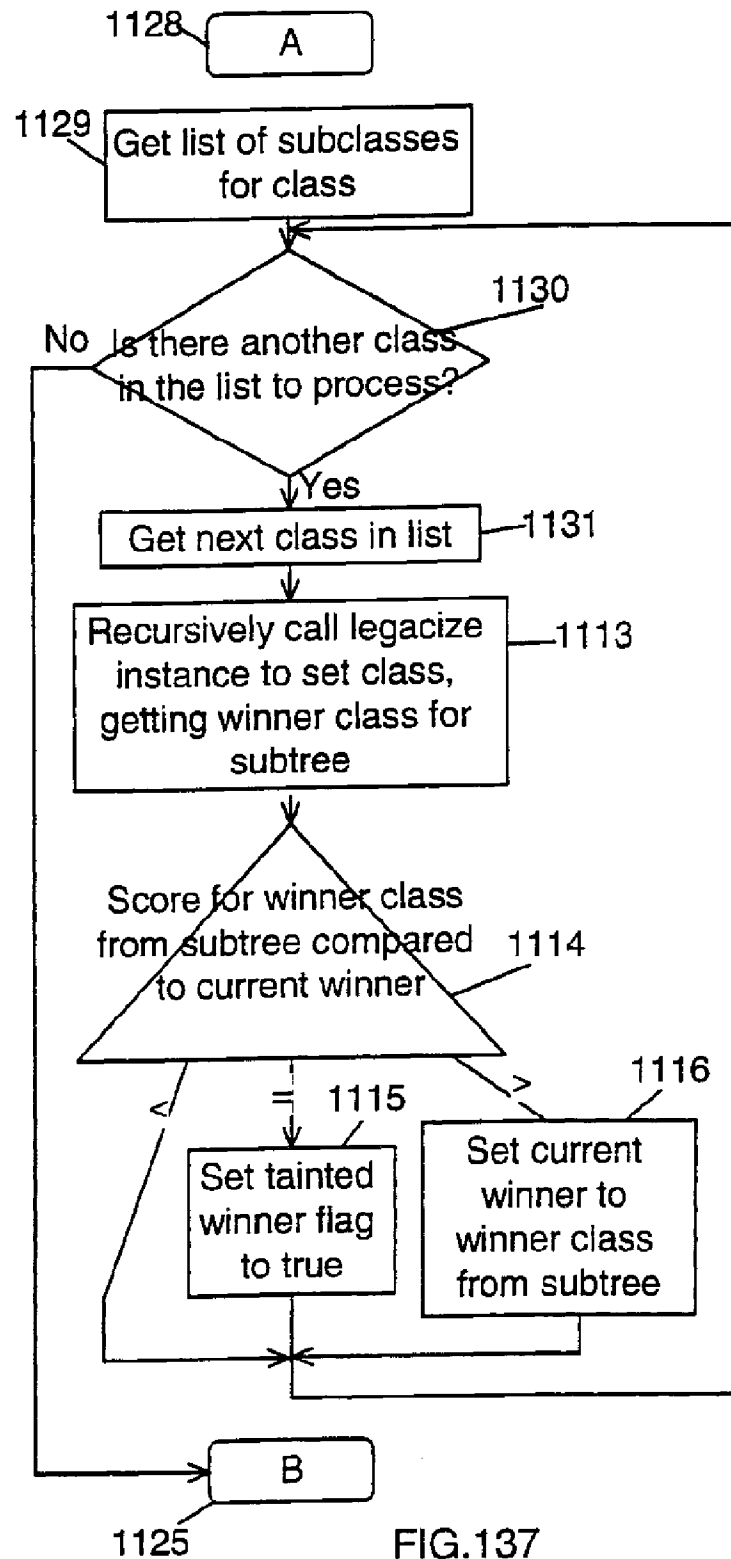 1128
A
1129
Get list of subclasses
for class
1130
No
Is there another class
in the list to process?
Yes
Get next class in list
1131
Recursively call legacize
instance to set class,
getting winner class for
subtree
1113
Score for winner class
from subtree compared
to current winner
1114
<
=
>
1115
1116
Set tainted
winner flag
to true
Set current
winner to
winner class
from subtree
B
1125
FIG.137